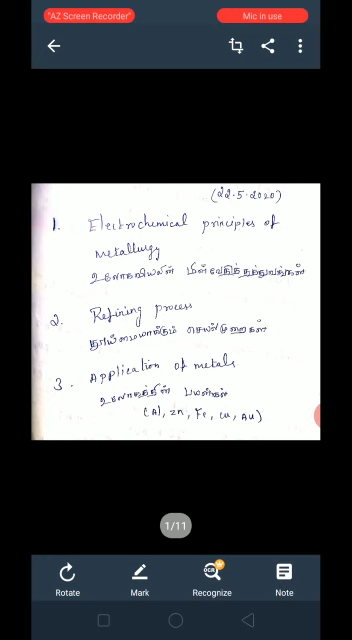 "AZ Screen Recorder"
Mic in use
(22.5.2020)
1. Electrochemical principles of
metallurgy
உலோகவியலின் மின்வேதித் தத்துவங்கள்
2. Refining process
தூய்மையாக்கும் செயல்முறைகள்
3. Application of metals
உலோகத்தின் பயன்கள்
(Al, Zn, Fe, Cu, Au)
1/11
Rotate
Mark
OCR
Recognize
Note